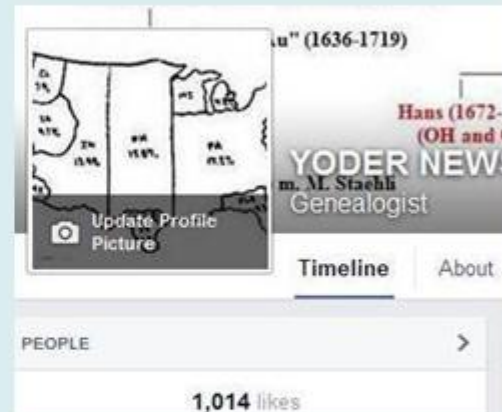 u" (1636-1719)
Hans (1672-
(OH and
m. M. Staehli
YODER NEWS
Genealogist
Update Profile
Picture
Timeline
About
PEOPLE
1,014 likes